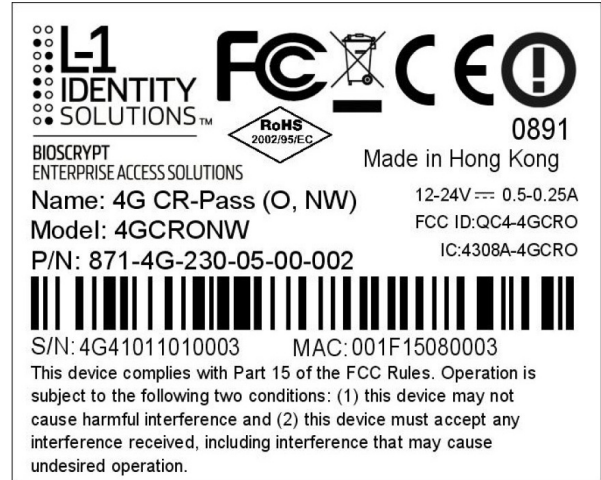 L-1
IDENTITY
SOLUTIONS TM
FC CE
RoHS
2002/95/EC
0891
Made in Hong Kong
BIOSCRYPT
ENTERPRISE ACCESS SOLUTIONS
Name: 4G CR-Pass (O, NW)
Model: 4GCRONW
P/N: 871-4G-230-05-00-002
12-24V ⎓ 0.5-0.25A
FCC ID:QC4-4GCRO
IC:4308A-4GCRO
S/N: 4G41011010003 MAC: 001F15080003
This device complies with Part 15 of the FCC Rules. Operation is
subject to the following two conditions: (1) this device may not
cause harmful interference and (2) this device must accept any
interference received, including interference that may cause
undesired operation.